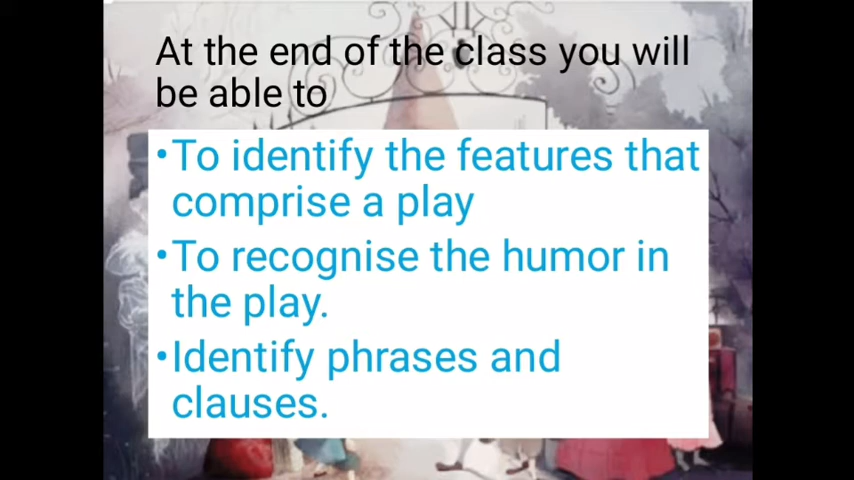 At the end of the class you will
be able to
•To identify the features that
comprise a play
•To recognise the humor in
the play.
•Identify phrases and
clauses.